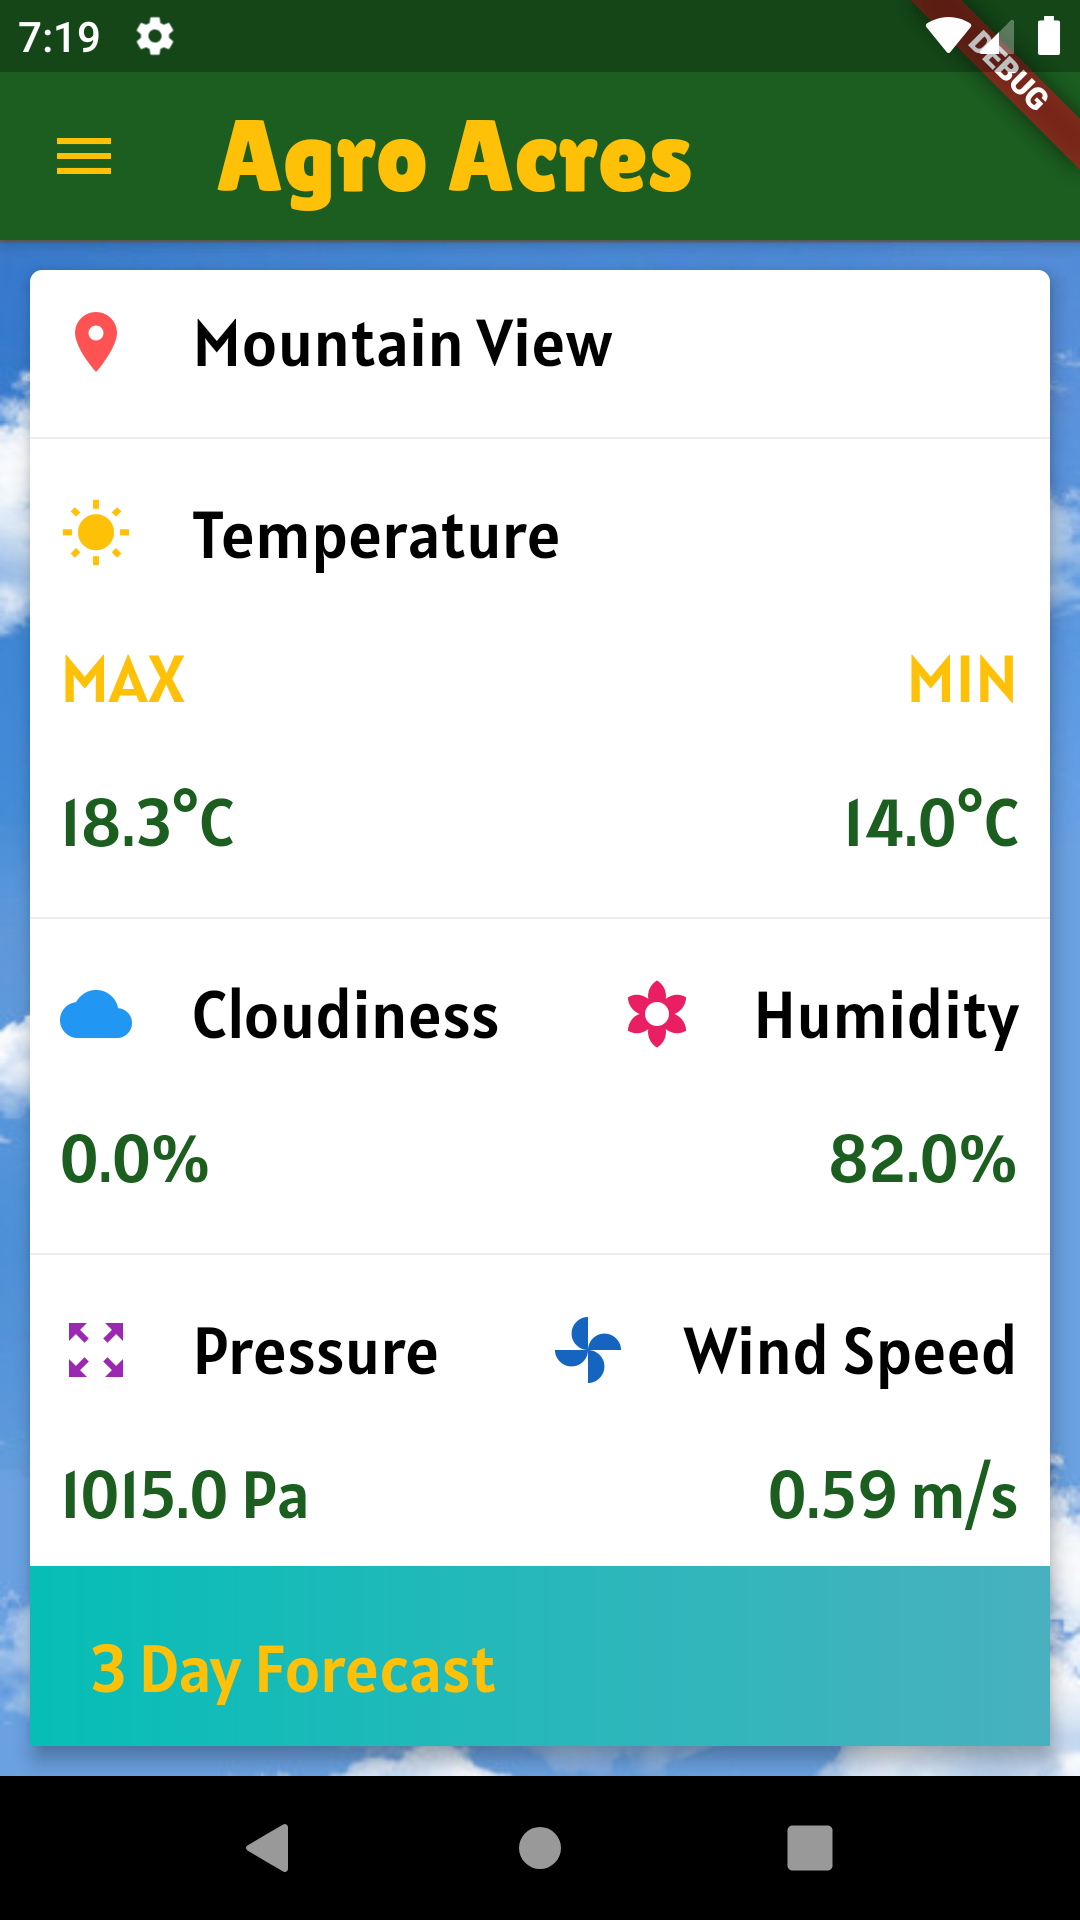 7:19
DEBUG
Agro Acres
Mountain View
Temperature
MAX MIN
18.3°C 14.0°C
Cloudiness Humidity
0.0% 82.0%
Pressure Wind Speed
1015.0 Pa 0.59 m/s
3 Day Forecast